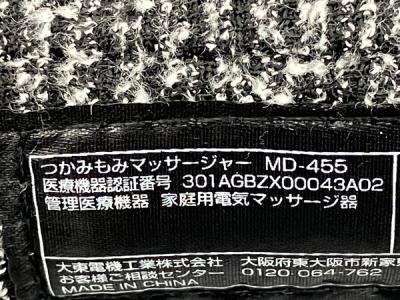 つかみもみマッサージャー MD-455
医療機器認証番号 301AGBZX00043A02
管理医療機器 家庭用電気マッサージ器
大東電機工業株式会社 大阪府東大阪市新家東
お客様ご相談センター 0120-064-762
MADE IN CHINA